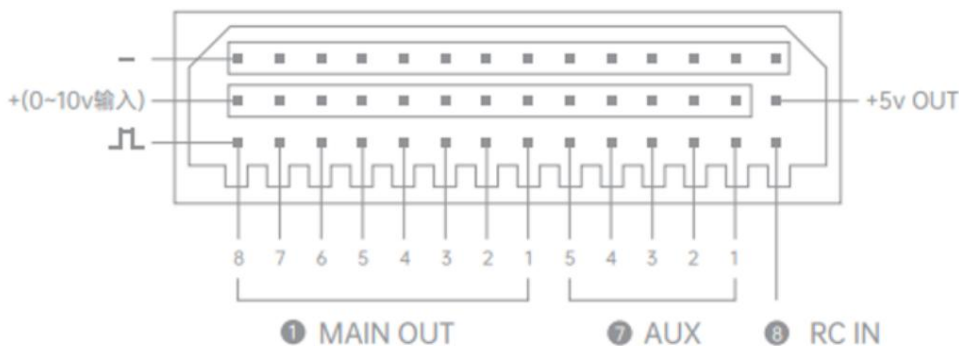 −
+(0~10v输入)
+5v OUT
8 7 6 5 4 3 2 1 5 4 3 2 1
❶ MAIN OUT ❼ AUX ❽ RC IN